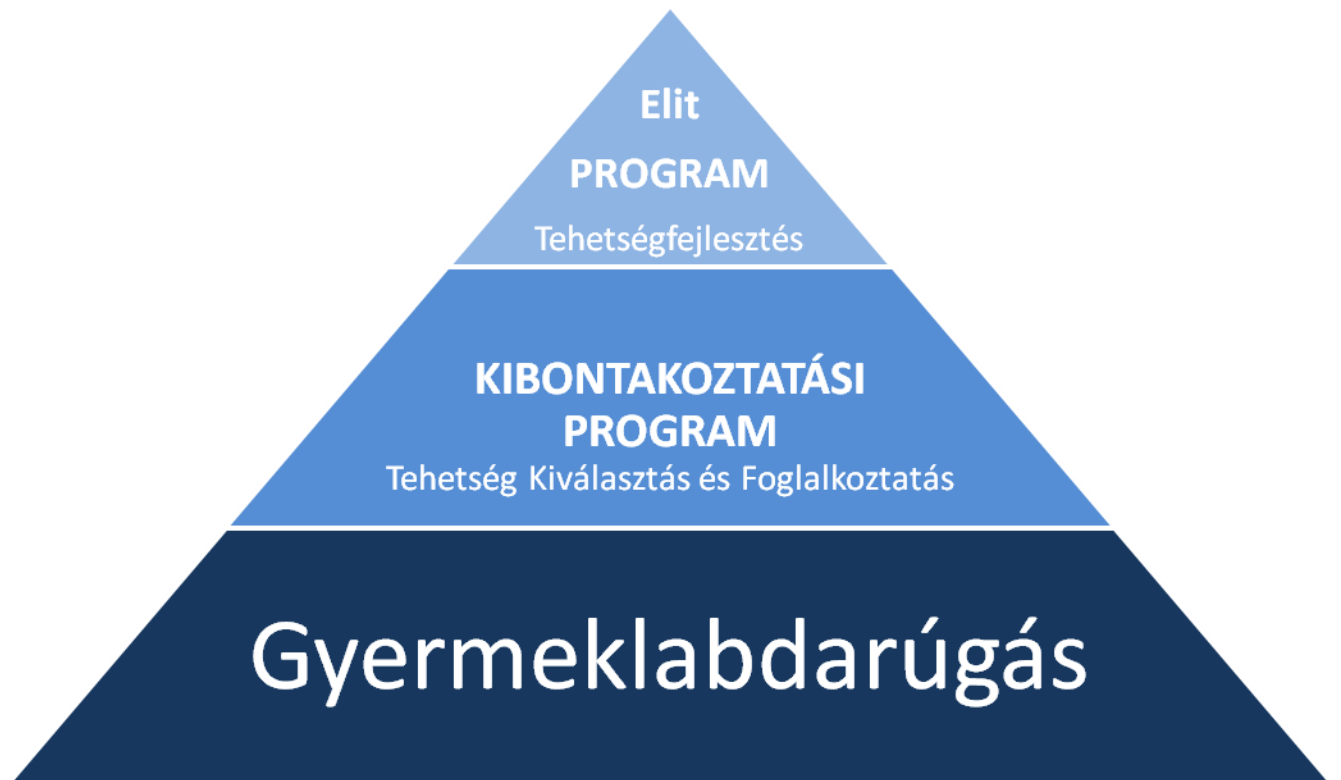 Elit
PROGRAM
Tehetségfejlesztés
KIBONTAKOZTATÁSI
PROGRAM
Tehetség Kiválasztás és Foglalkoztatás
Gyermeklabdarúgás